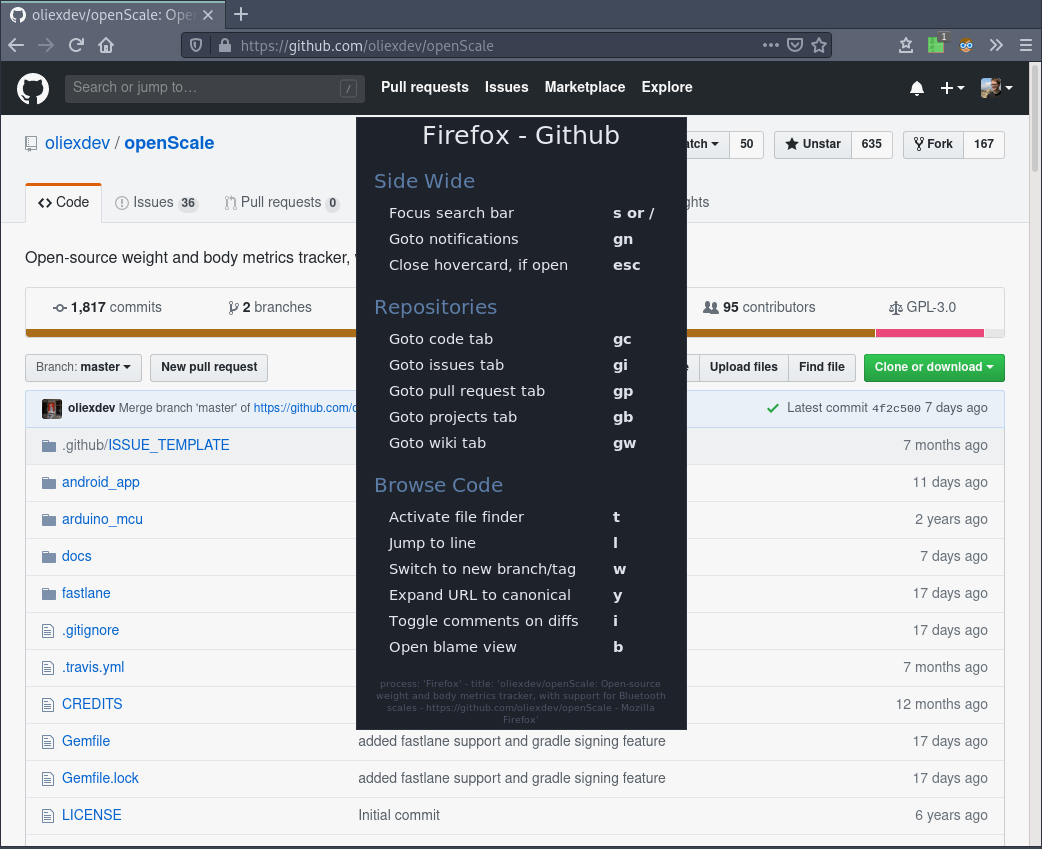 oliexdev/openScale: Ope
https://github.com/oliexdev/openScale
1
Search or jump to…
/
Pull requests
Issues
Marketplace
Explore
oliexdev / openScale
50
Unstar
635
Fork
167
Firefox - Github
Code
Issues 36
Pull requests 0
Side Wide
Focus search bar s or /
Goto notifications gn
Close hovercard, if open esc
Open-source weight and body metrics tracker,
1,817 commits
2 branches
95 contributors
GPL-3.0
Repositories
Goto code tab gc
Goto issues tab gi
Goto pull request tab gp
Goto projects tab gb
Goto wiki tab gw
Branch: master
New pull request
Upload files
Find file
Clone or download
oliexdev Merge branch 'master' of https://github.com/
Latest commit 4f2c500 7 days ago
Browse Code
Activate file finder t
Jump to line l
Switch to new branch/tag w
Expand URL to canonical y
Toggle comments on diffs i
Open blame view b
process: 'Firefox' - title: 'oliexdev/openScale: Open-source
weight and body metrics tracker, with support for Bluetooth
scales - https://github.com/oliexdev/openScale - Mozilla
Firefox'
.github/ISSUE_TEMPLATE 7 months ago
android_app 11 days ago
arduino_mcu 2 years ago
docs 7 days ago
fastlane 17 days ago
.gitignore 17 days ago
.travis.yml 7 months ago
CREDITS 12 months ago
Gemfile added fastlane support and gradle signing feature 17 days ago
Gemfile.lock added fastlane support and gradle signing feature 17 days ago
LICENSE Initial commit 6 years ago